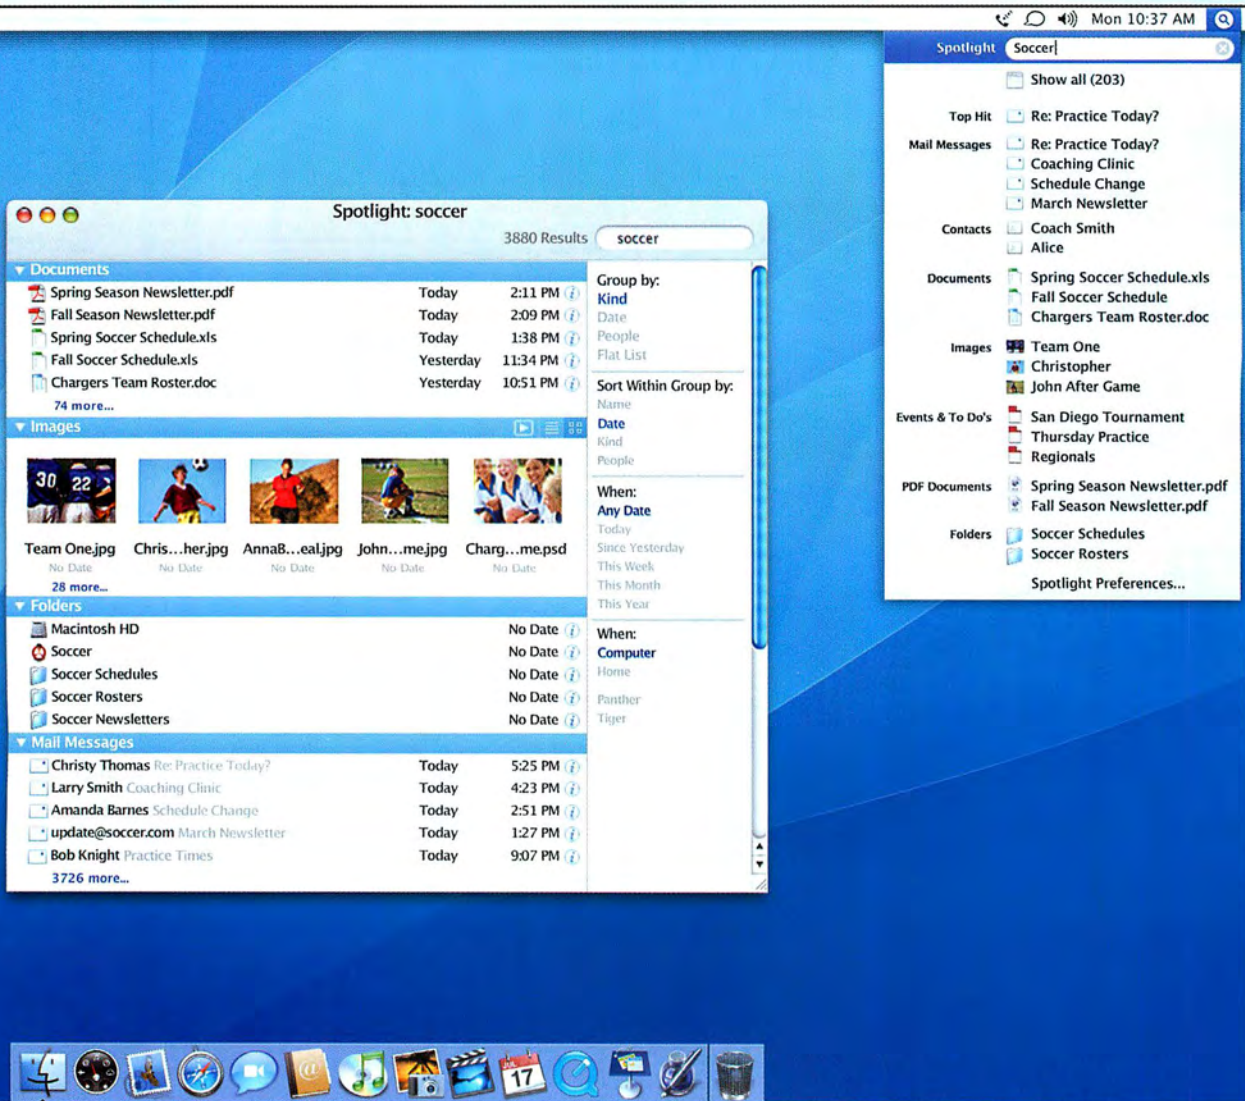 Mon 10:37 AM
Spotlight Soccer
Show all (203)
Top Hit Re: Practice Today?
Mail Messages Re: Practice Today?
Coaching Clinic
Schedule Change
March Newsletter
Contacts Coach Smith
Alice
Documents Spring Soccer Schedule.xls
Fall Soccer Schedule
Chargers Team Roster.doc
Images Team One
Christopher
John After Game
Events & To Do's San Diego Tournament
Thursday Practice
Regionals
PDF Documents Spring Season Newsletter.pdf
Fall Season Newsletter.pdf
Folders Soccer Schedules
Soccer Rosters
Spotlight Preferences...
Spotlight: soccer
3880 Results soccer
Documents
Spring Season Newsletter.pdf Today 2:11 PM
Fall Season Newsletter.pdf Today 2:09 PM
Spring Soccer Schedule.xls Today 1:38 PM
Fall Soccer Schedule.xls Yesterday 11:34 PM
Chargers Team Roster.doc Yesterday 10:51 PM
74 more...
Images
30 22
Team One.jpg Chris...her.jpg AnnaB...eal.jpg John...me.jpg Charg...me.psd
No Date No Date No Date No Date No Date
28 more...
Folders
Macintosh HD No Date
Soccer No Date
Soccer Schedules No Date
Soccer Rosters No Date
Soccer Newsletters No Date
Mail Messages
Christy Thomas Re: Practice Today? Today 5:25 PM
Larry Smith Coaching Clinic Today 4:23 PM
Amanda Barnes Schedule Change Today 2:51 PM
update@soccer.com March Newsletter Today 1:27 PM
Bob Knight Practice Times Today 9:07 PM
3726 more...
Group by:
Kind
Date
People
Flat List
Sort Within Group by:
Name
Date
Kind
People
When:
Any Date
Today
Since Yesterday
This Week
This Month
This Year
When:
Computer
Home
Panther
Tiger
JUL
17